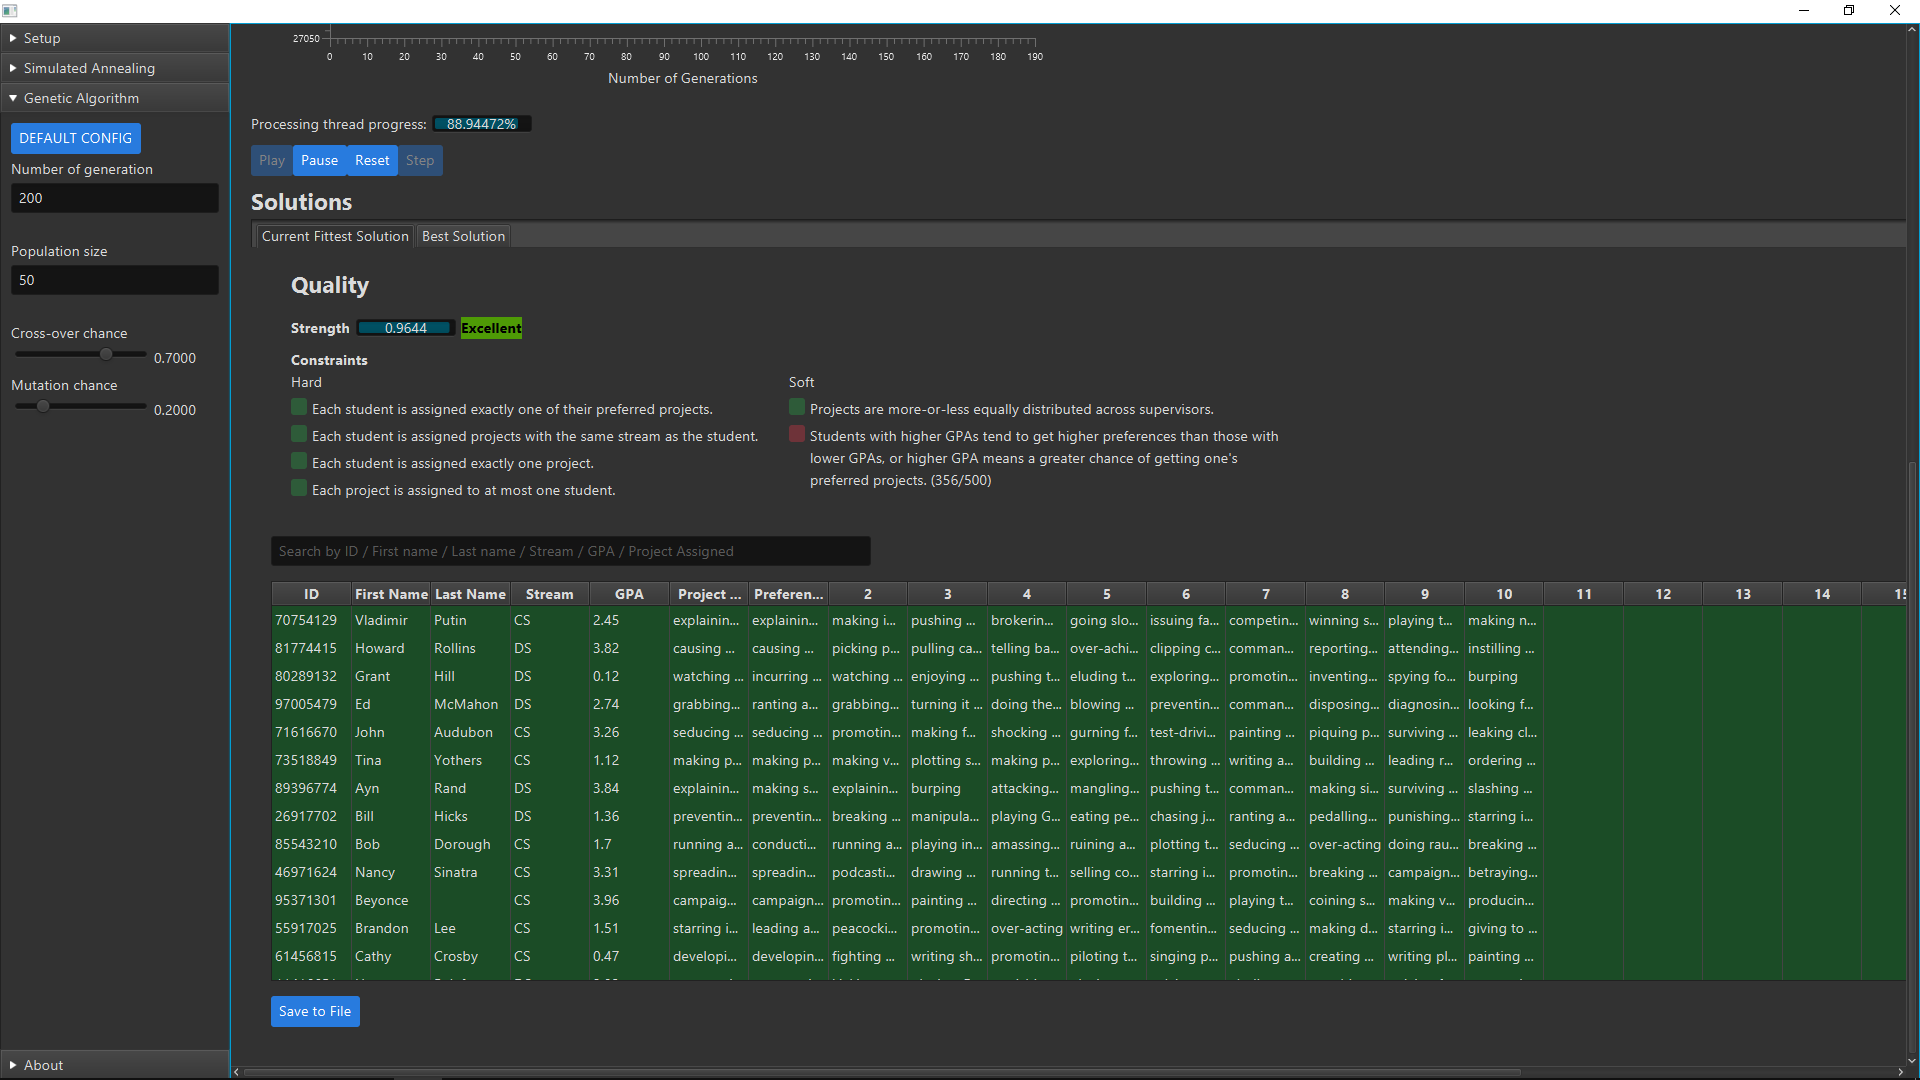 Setup
Simulated Annealing
Genetic Algorithm
DEFAULT CONFIG
Number of generation
200
Population size
50
Cross-over chance
0.7000
Mutation chance
0.2000
About
27050
0 10 20 30 40 50 60 70 80 90 100 110 120 130 140 150 160 170 180 190
Number of Generations
Processing thread progress: 88.94472%
Play Pause Reset Step
Solutions
Current Fittest Solution Best Solution
Quality
Strength 0.9644 Excellent
Constraints
Hard
Each student is assigned exactly one of their preferred projects.
Each student is assigned projects with the same stream as the student.
Each student is assigned exactly one project.
Each project is assigned to at most one student.
Soft
Projects are more-or-less equally distributed across supervisors.
Students with higher GPAs tend to get higher preferences than those with
lower GPAs, or higher GPA means a greater chance of getting one's
preferred projects. (356/500)
Search by ID / First name / Last name / Stream / GPA / Project Assigned
ID First Name Last Name Stream GPA Project ... Preferen... 2 3 4 5 6 7 8 9 10 11 12 13 14 15
70754129 Vladimir Putin CS 2.45 explainin... explainin... making i... pushing ... brokerin... going slo... issuing fa... competin... winning s... playing t... making n...
81774415 Howard Rollins DS 3.82 causing ... causing ... picking p... pulling ca... telling ba... over-achi... clipping c... comman... reporting... attending... instilling ...
80289132 Grant Hill DS 0.12 watching ... incurring ... watching ... enjoying ... pushing t... eluding t... exploring... promotin... inventing... spying fo... burping
97005479 Ed McMahon DS 2.74 grabbing... ranting a... grabbing... turning it ... doing the... blowing ... preventin... comman... disposing... diagnosin... looking f...
71616670 John Audubon CS 3.26 seducing ... seducing ... promotin... making f... shocking ... gurning f... test-drivi... painting ... piquing p... surviving ... leaking cl...
73518849 Tina Yothers CS 1.12 making p... making p... making v... plotting s... making p... exploring... throwing ... writing a... building ... leading r... ordering ...
89396774 Ayn Rand DS 3.84 explainin... making s... explainin... burping attacking... mangling... pushing t... comman... making si... surviving ... slashing ...
26917702 Bill Hicks DS 1.36 preventin... preventin... breaking ... manipula... playing G... eating pe... chasing j... ranting a... pedalling... punishing... starring i...
85543210 Bob Dorough CS 1.7 running a... conducti... running a... playing in... amassing... ruining a... plotting t... seducing ... over-acting doing rau... breaking ...
46971624 Nancy Sinatra CS 3.31 spreadin... spreadin... podcasti... drawing ... running t... selling co... starring i... promotin... breaking ... campaign... betraying...
95371301 Beyonce CS 3.96 campaig... campaign... promotin... painting ... directing ... promotin... building ... playing t... coining s... making v... producin...
55917025 Brandon Lee CS 1.51 starring i... leading a... peacocki... promotin... over-acting writing er... fomentin... seducing ... making d... starring i... giving to ...
61456815 Cathy Crosby CS 0.47 developi... developin... fighting ... writing sh... promotin... piloting t... singing p... pushing a... creating ... writing pl... painting ...
Save to File